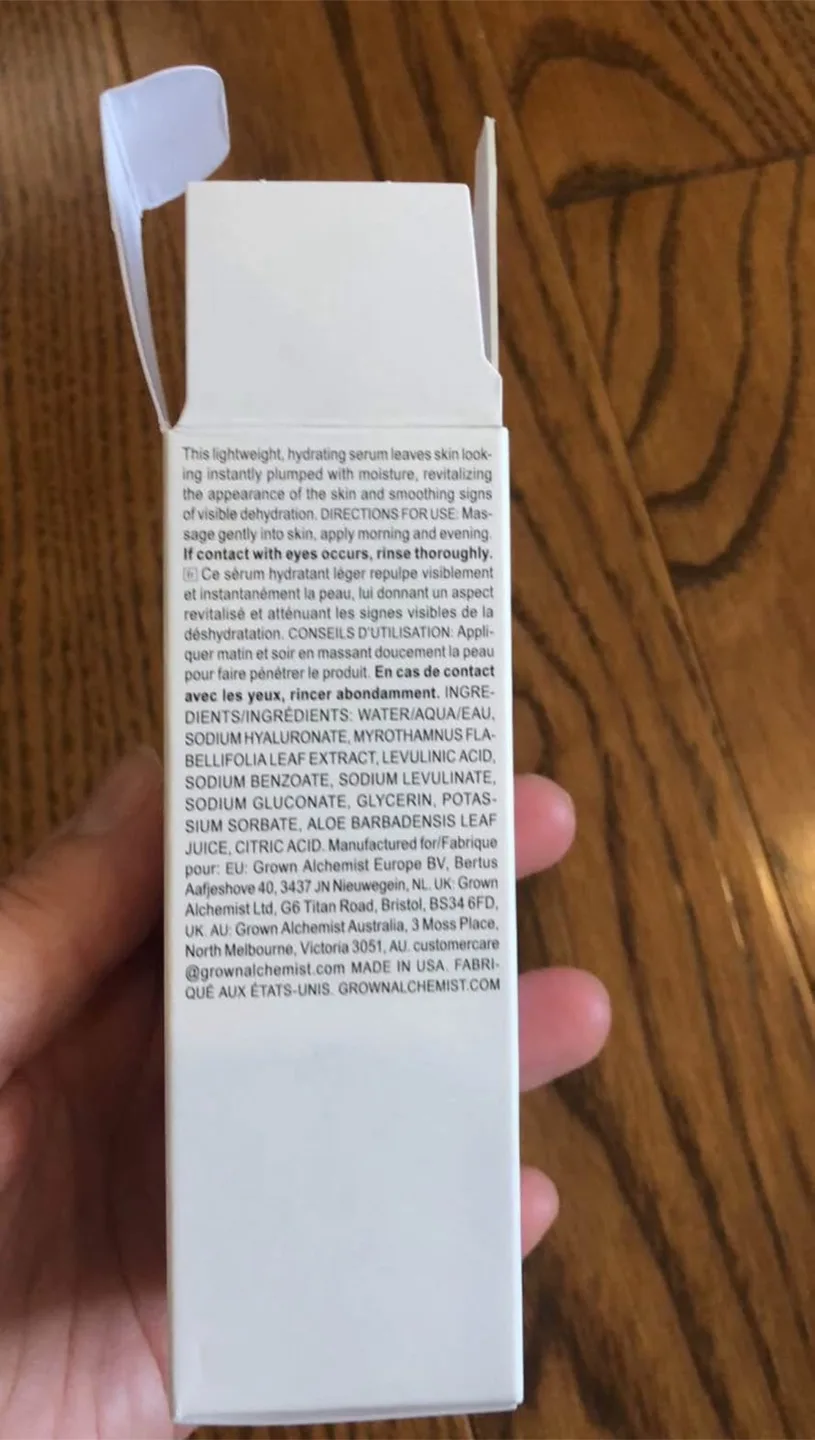 This lightweight, hydrating serum leaves skin look-
ing instantly plumped with moisture, revitalizing
the appearance of the skin and smoothing signs
of visible dehydration. DIRECTIONS FOR USE: Mas-
sage gently into skin, apply morning and evening.
If contact with eyes occurs, rinse thoroughly.
fr Ce sérum hydratant léger repulpe visiblement
et instantanément la peau, lui donnant un aspect
revitalisé et atténuant les signes visibles de la
déshydratation. CONSEILS D'UTILISATION: Appli-
quer matin et soir en massant doucement la peau
pour faire pénétrer le produit. En cas de contact
avec les yeux, rincer abondamment. INGRE-
DIENTS/INGRÉDIENTS: WATER/AQUA/EAU,
SODIUM HYALURONATE, MYROTHAMNUS FLA-
BELLIFOLIA LEAF EXTRACT, LEVULINIC ACID,
SODIUM BENZOATE, SODIUM LEVULINATE,
SODIUM GLUCONATE, GLYCERIN, POTAS-
SIUM SORBATE, ALOE BARBADENSIS LEAF
JUICE, CITRIC ACID. Manufactured for/Fabrique
pour: EU: Grown Alchemist Europe BV, Bertus
Aafjeshove 40, 3437 JN Nieuwegein, NL. UK: Grown
Alchemist Ltd, G6 Titan Road, Bristol, BS34 6FD,
UK. AU: Grown Alchemist Australia, 3 Moss Place,
North Melbourne, Victoria 3051, AU. customercare
@grownalchemist.com MADE IN USA. FABRI-
QUÉ AUX ÉTATS-UNIS. GROWNALCHEMIST.COM